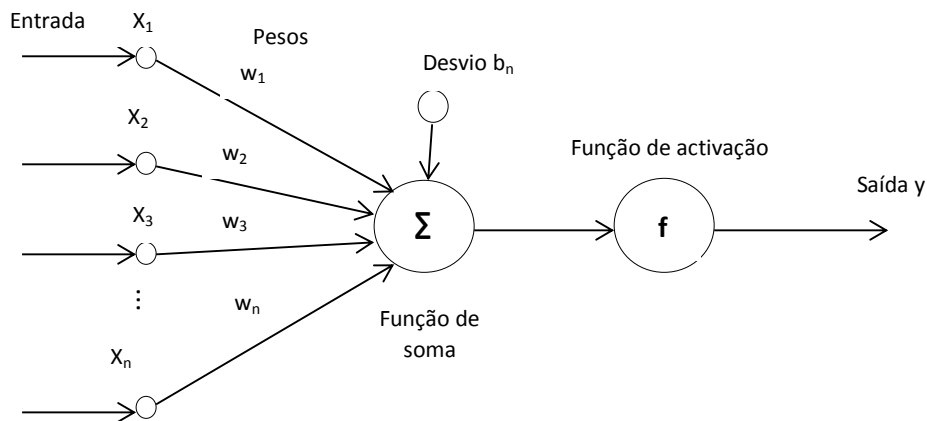 Entrada
X1
Pesos
w1
Desvio bn
X2
w2
Função de activação
Saída y
X3
w3
Σ
f
...
wn
Função de
soma
Xn